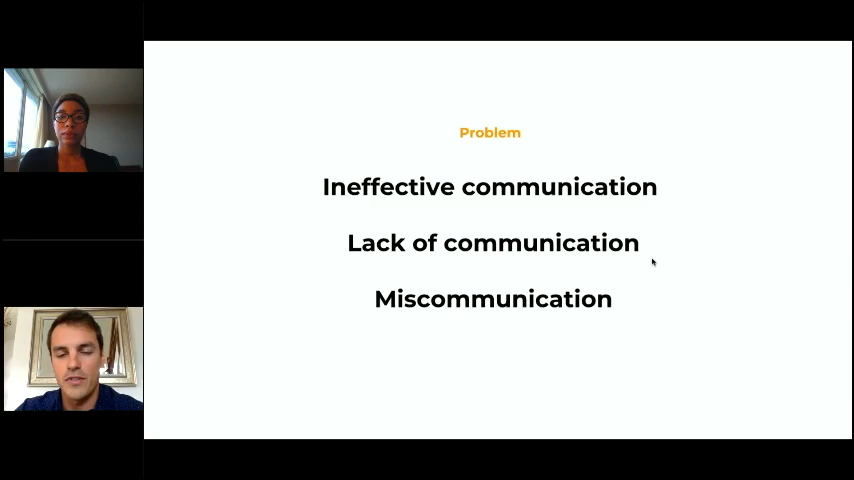 Problem
Ineffective communication
Lack of communication
Miscommunication